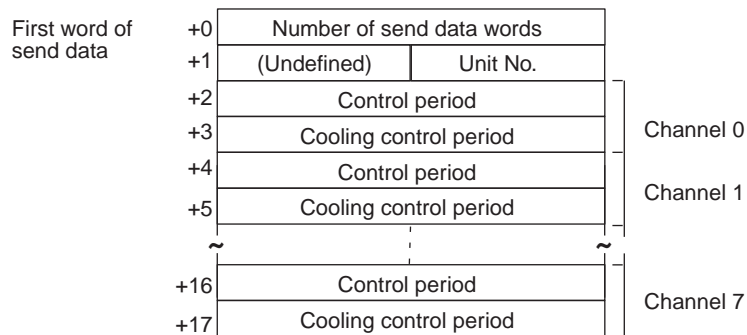 First word of
send data
+0 Number of send data words
+1 (Undefined) Unit No.
+2 Control period
+3 Cooling control period
Channel 0
+4 Control period
+5 Cooling control period
Channel 1
~ ~
+16 Control period
+17 Cooling control period
Channel 7